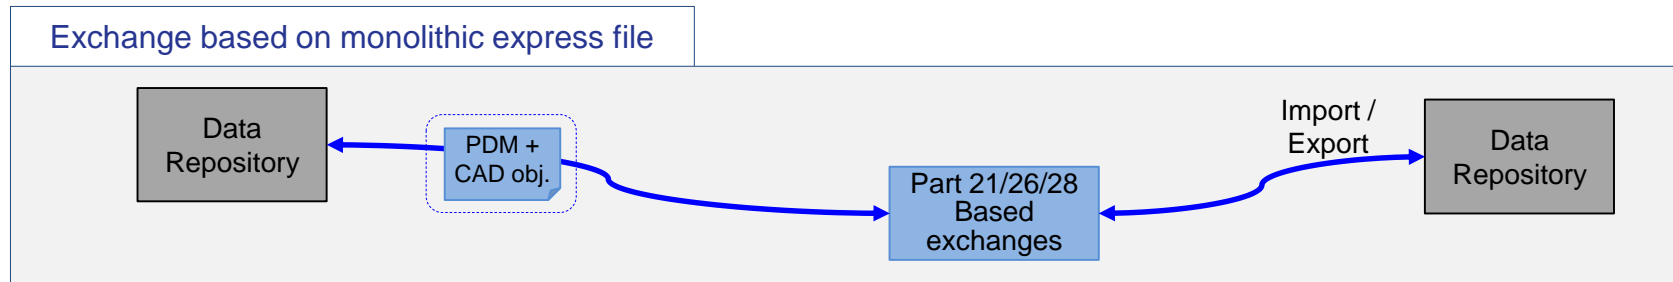 Exchange based on monolithic express file
Data
Repository
PDM +
CAD obj.
Part 21/26/28
Based
exchanges
Import /
Export
Data
Repository